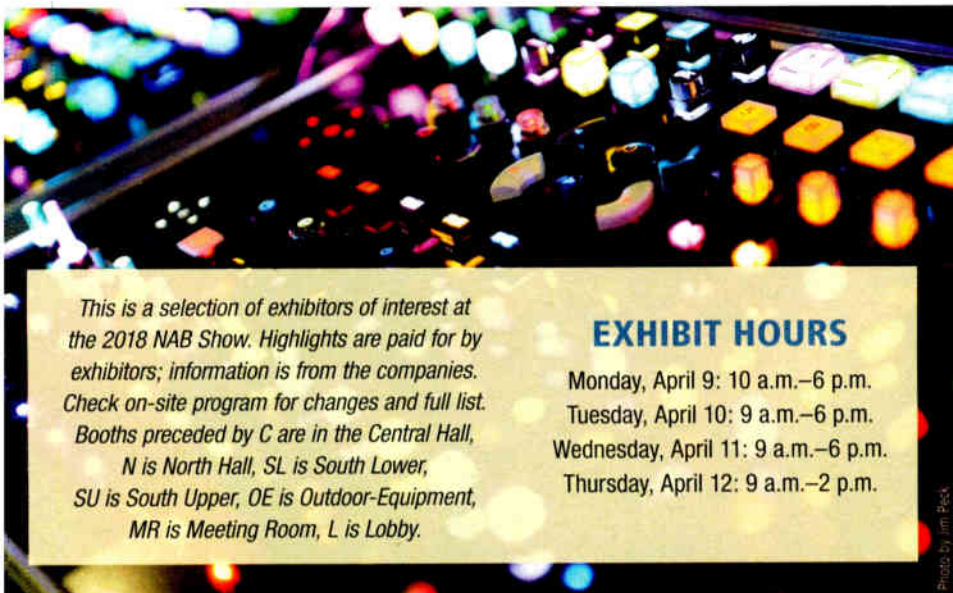 This is a selection of exhibitors of interest at
the 2018 NAB Show. Highlights are paid for by
exhibitors; information is from the companies.
Check on-site program for changes and full list.
Booths preceded by C are in the Central Hall,
N is North Hall, SL is South Lower,
SU is South Upper, OE is Outdoor-Equipment,
MR is Meeting Room, L is Lobby.
EXHIBIT HOURS
Monday, April 9: 10 a.m.–6 p.m.
Tuesday, April 10: 9 a.m.–6 p.m.
Wednesday, April 11: 9 a.m.–6 p.m.
Thursday, April 12: 9 a.m.–2 p.m.
Photo by Jim Peck